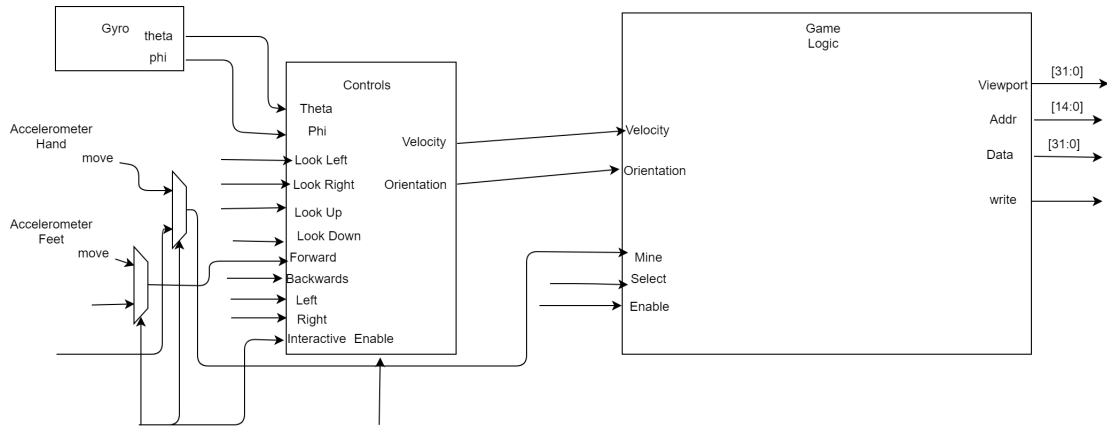 Gyro
theta
phi
Accelerometer
Hand
move
Accelerometer
Feet
move
Controls
Theta
Phi
Look Left
Look Right
Look Up
Look Down
Forward
Backwards
Left
Right
Interactive Enable
Velocity
Orientation
Game
Logic
Velocity
Orientation
Mine
Select
Enable
Viewport
[31:0]
Addr
[14:0]
Data
[31:0]
write